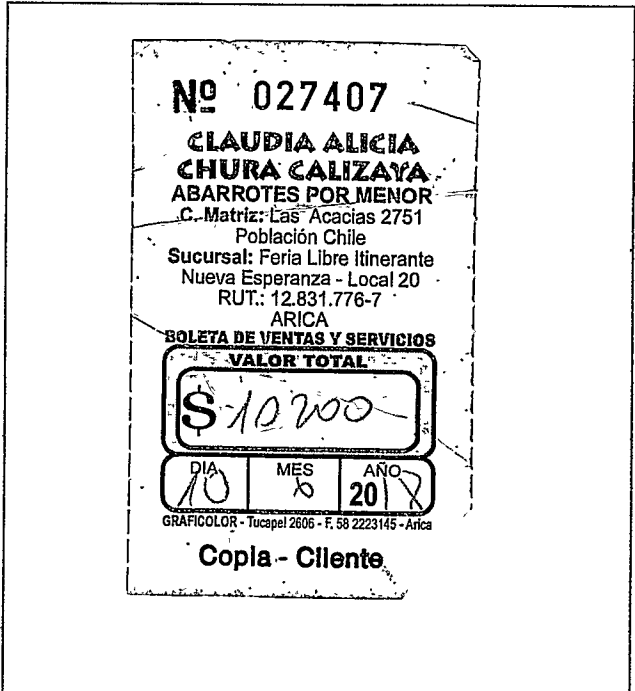 Nº 027407
CLAUDIA ALICIA
CHURA CALIZAYA
ABARROTES POR MENOR
C. Matriz: Las Acacias 2751
Población Chile
Sucursal: Feria Libre Itinerante
Nueva Esperanza - Local 20
RUT.: 12.831.776-7
ARICA
BOLETA DE VENTAS Y SERVICIOS
VALOR TOTAL
$ 10200
DIA MES AÑO
10 20
GRAFICOLOR - Tucapel 2606 - F. 58 2223145 - Arica
Copia - Cliente